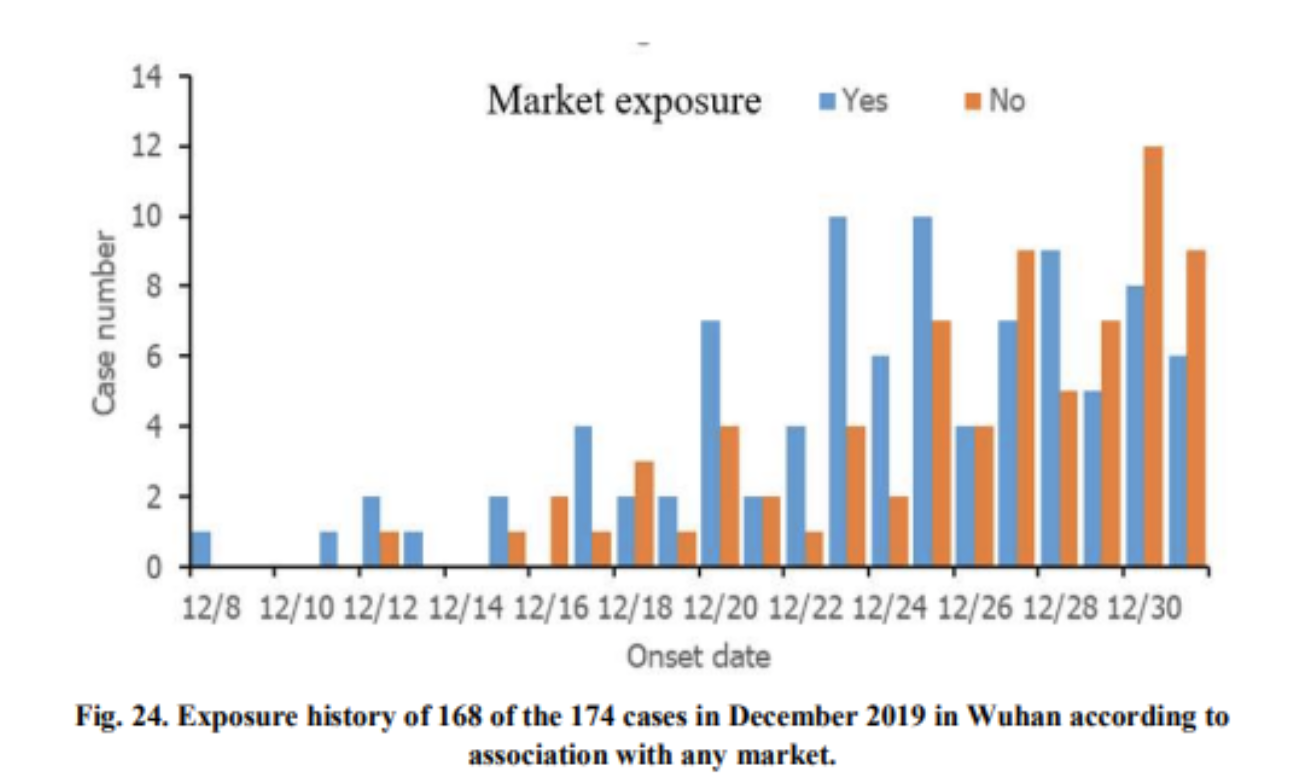 Market exposure Yes No
14
12
10
8
6
4
2
0
Case number
12/8 12/10 12/12 12/14 12/16 12/18 12/20 12/22 12/24 12/26 12/28 12/30
Onset date
Fig. 24. Exposure history of 168 of the 174 cases in December 2019 in Wuhan according to
association with any market.